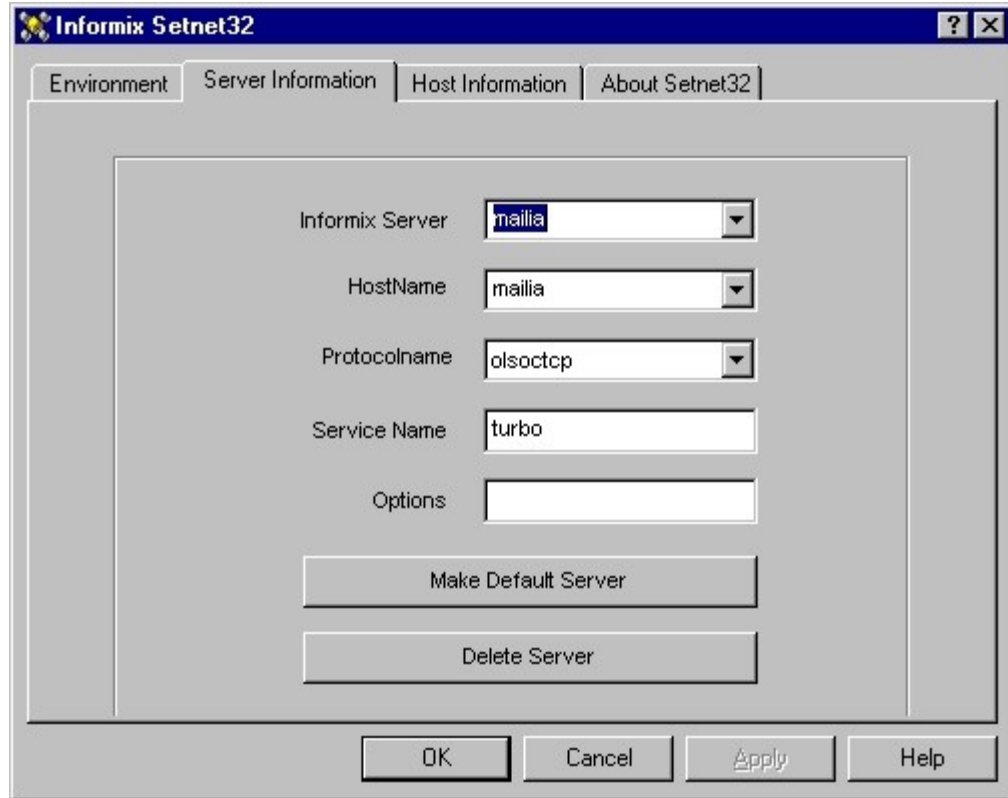 Informix Setnet32
Environment Server Information Host Information About Setnet32
Informix Server mailia
HostName mailia
Protocolname olsoctcp
Service Name turbo
Options
Make Default Server
Delete Server
OK Cancel Apply Help